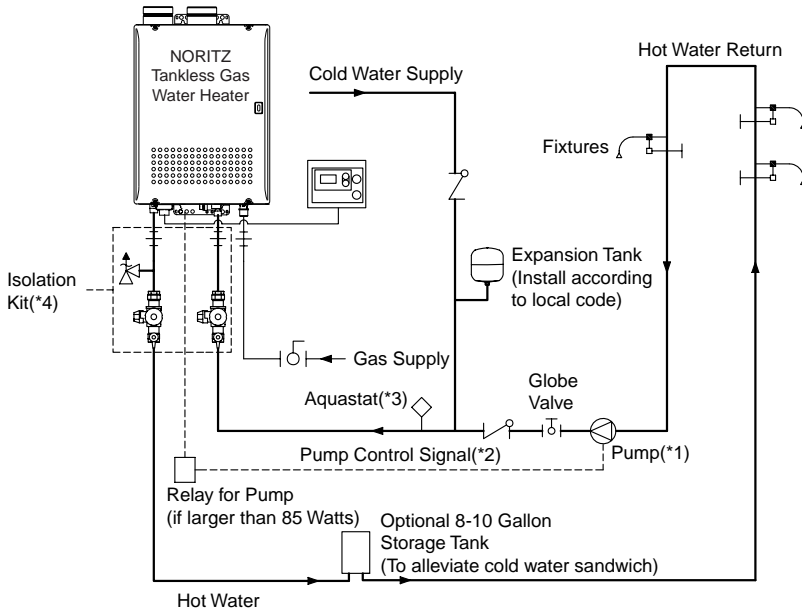 NORITZ
Tankless Gas
Water Heater
Hot Water Return
Cold Water Supply
Fixtures
Expansion Tank
(Install according
to local code)
Isolation
Kit(*4)
Gas Supply
Globe
Valve
Aquastat(*3)
Pump Control Signal(*2)
Pump(*1)
Relay for Pump
(if larger than 85 Watts)
Optional 8-10 Gallon
Storage Tank
(To alleviate cold water sandwich)
Hot Water